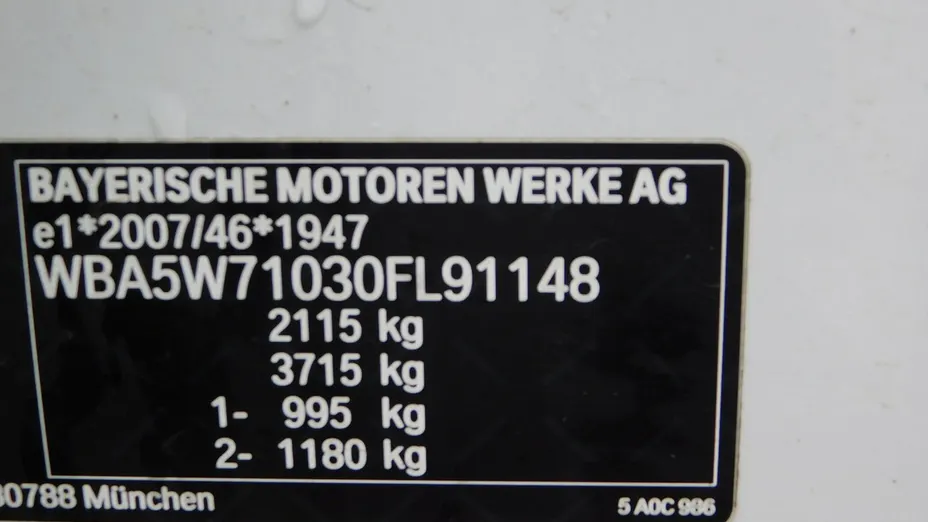 BAYERISCHE MOTOREN WERKE AG
e1*2007/46*1947
WBA5W71030FL91148
2115 kg
3715 kg
1- 995 kg
2- 1180 kg
80788 München
5 A0C 986